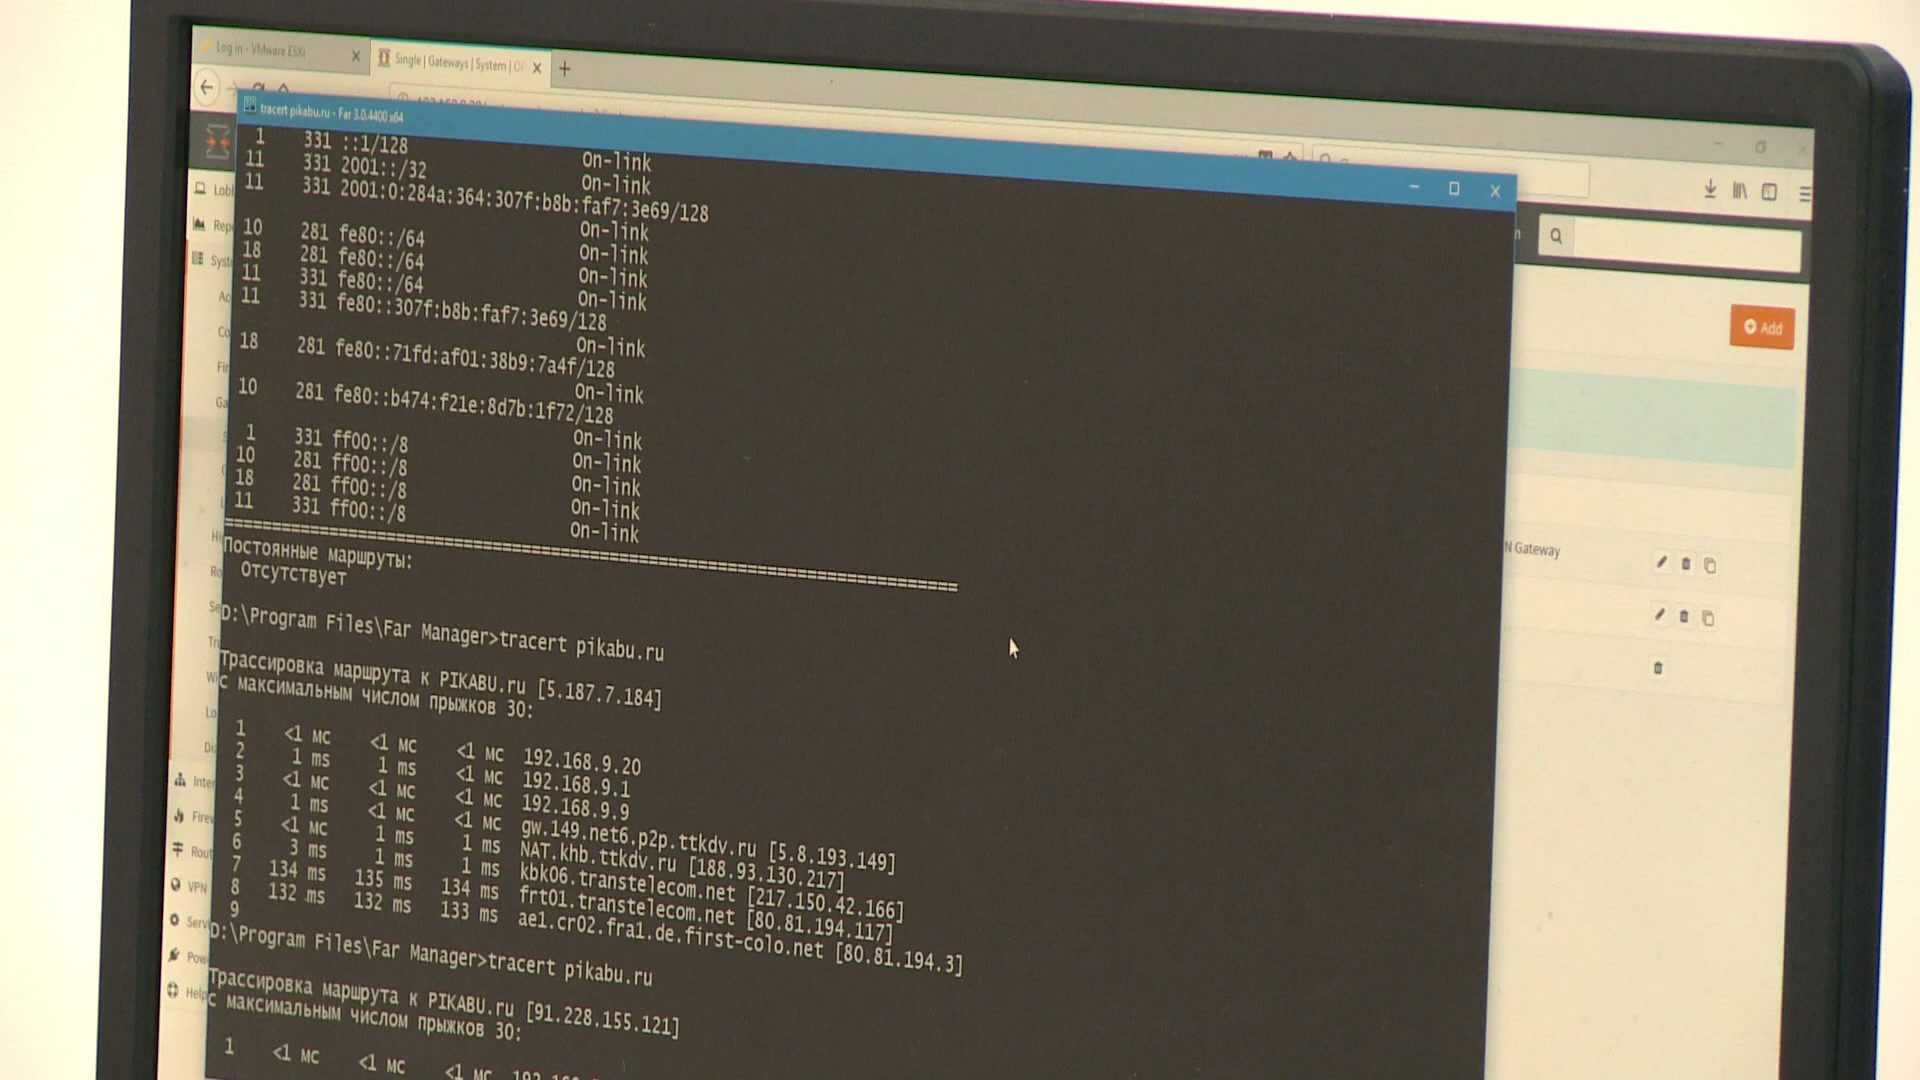 Log in - VMware ESXi
Single | Gateways | System |
tracert pikabu.ru - Far 3.0.4400 x64
1 331 ::1/128 On-link
11 331 2001::/32 On-link
11 331 2001:0:284a:364:307f:b8b:faf7:3e69/128
On-link
10 281 fe80::/64 On-link
18 281 fe80::/64 On-link
11 331 fe80::/64 On-link
11 331 fe80::307f:b8b:faf7:3e69/128
On-link
18 281 fe80::71fd:af01:38b9:7a4f/128
On-link
10 281 fe80::b474:f21e:8d7b:1f72/128
On-link
1 331 ff00::/8 On-link
10 281 ff00::/8 On-link
18 281 ff00::/8 On-link
11 331 ff00::/8 On-link
===========================================================================
Постоянные маршруты:
Отсутствует
D:\Program Files\Far Manager>tracert pikabu.ru
Трассировка маршрута к PIKABU.ru [5.187.7.184]
с максимальным числом прыжков 30:
1 <1 мс <1 мс <1 мс 192.168.9.20
2 1 ms 1 ms <1 мс 192.168.9.1
3 <1 мс <1 мс <1 мс 192.168.9.9
4 1 ms <1 мс <1 мс gw.149.net6.p2p.ttkdv.ru [5.8.193.149]
5 <1 мс 1 ms 1 ms NAT.khb.ttkdv.ru [188.93.130.217]
6 3 ms 1 ms 1 ms kbk06.transtelecom.net [217.150.42.166]
7 134 ms 135 ms 134 ms frt01.transtelecom.net [80.81.194.117]
8 132 ms 132 ms 133 ms ae1.cr02.fra1.de.first-colo.net [80.81.194.3]
9
D:\Program Files\Far Manager>tracert pikabu.ru
Трассировка маршрута к PIKABU.ru [91.228.155.121]
с максимальным числом прыжков 30:
1 <1 мс <1 мс <1 мс
Add
Gateway
VPN
Help